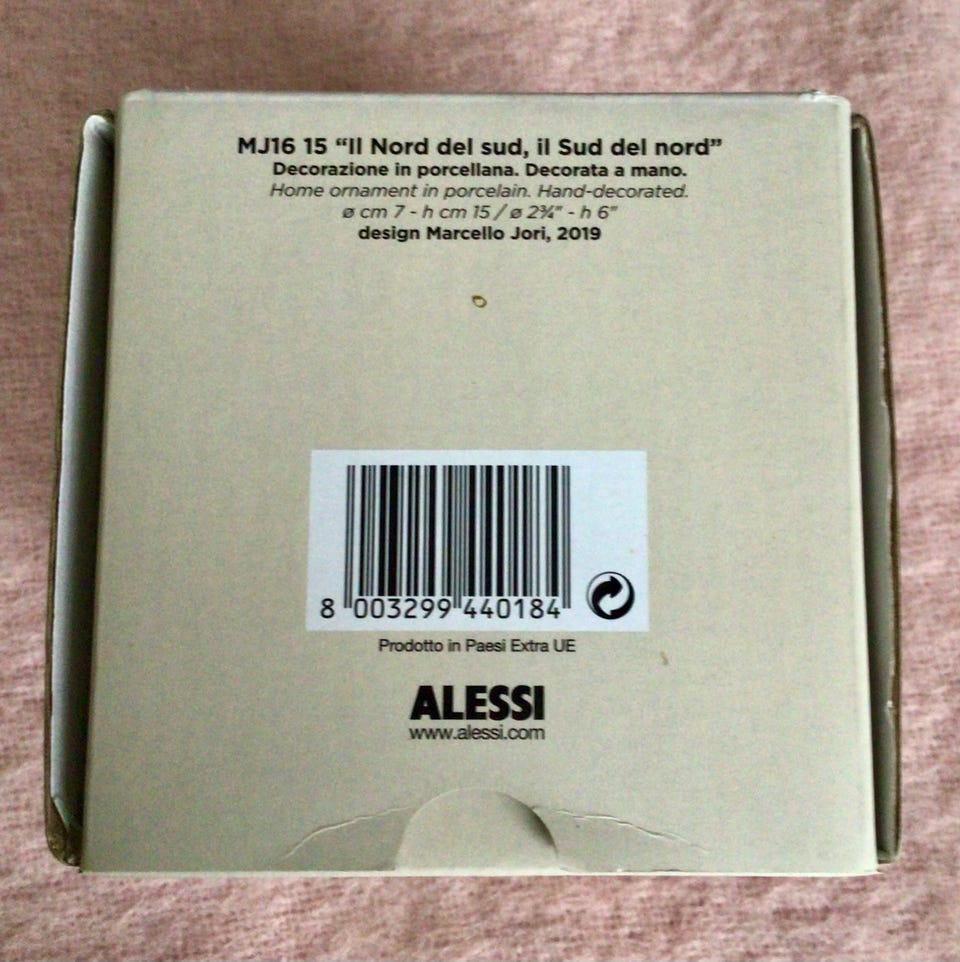 MJ16 15 “Il Nord del sud, il Sud del nord”
Decorazione in porcellana. Decorata a mano.
Home ornament in porcelain. Hand-decorated.
ø cm 7 - h cm 15 / ø 2¾" - h 6"
design Marcello Jori, 2019
8 003299 440184
Prodotto in Paesi Extra UE
ALESSI
www.alessi.com